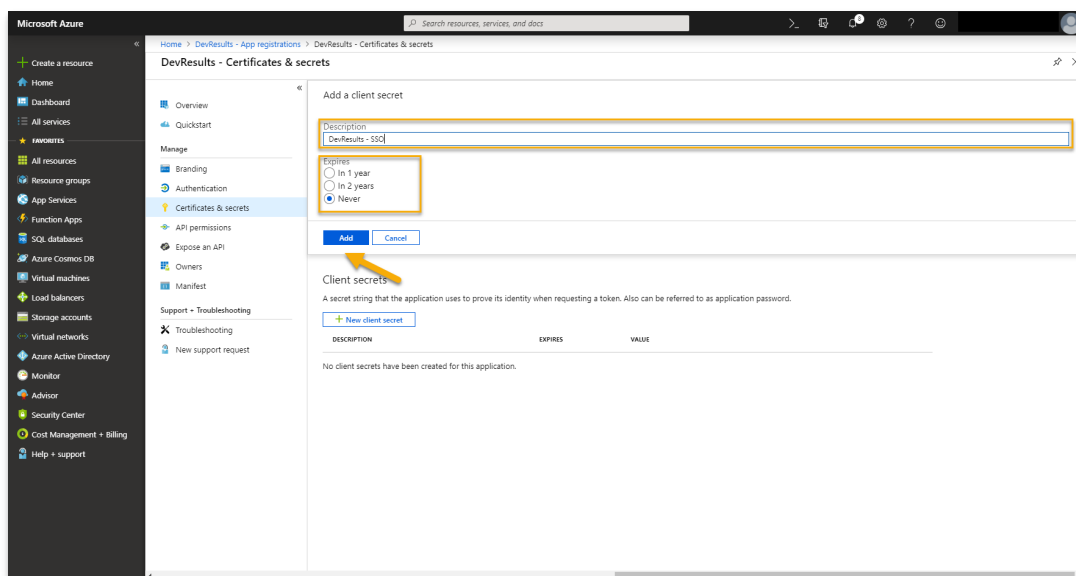 Microsoft Azure
Search resources, services, and docs
8
Home > DevResults - App registrations > DevResults - Certificates & secrets
DevResults - Certificates & secrets
Create a resource
Home
Dashboard
All services
FAVORITES
All resources
Resource groups
App Services
Function Apps
SQL databases
Azure Cosmos DB
Virtual machines
Load balancers
Storage accounts
Virtual networks
Azure Active Directory
Monitor
Advisor
Security Center
Cost Management + Billing
Help + support
Overview
Quickstart
Manage
Branding
Authentication
Certificates & secrets
API permissions
Expose an API
Owners
Manifest
Support + Troubleshooting
Troubleshooting
New support request
Add a client secret
Description
DevResults - SSO
Expires
In 1 year
In 2 years
Never
Add Cancel
Client secrets
A secret string that the application uses to prove its identity when requesting a token. Also can be referred to as application password.
+ New client secret
DESCRIPTION EXPIRES VALUE
No client secrets have been created for this application.